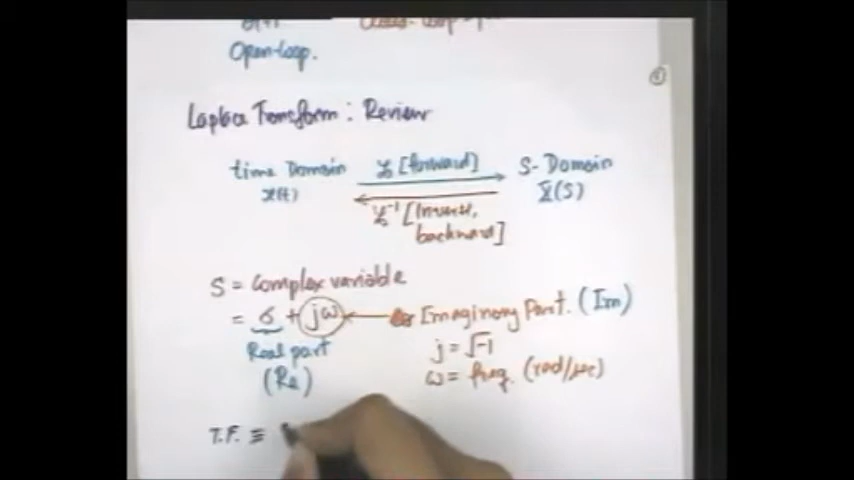 Open-loop.
1
Laplace Transform: Review
time Domain ℒ [forward] S-Domain
x(t) X(S)
ℒ⁻¹ [Inverse,
backward]
S = Complex variable
= σ + jω ← Imaginary Part. (Im)
Real part j = √-1
(Re) ω = freq. (rad/sec)
T.F. ≡